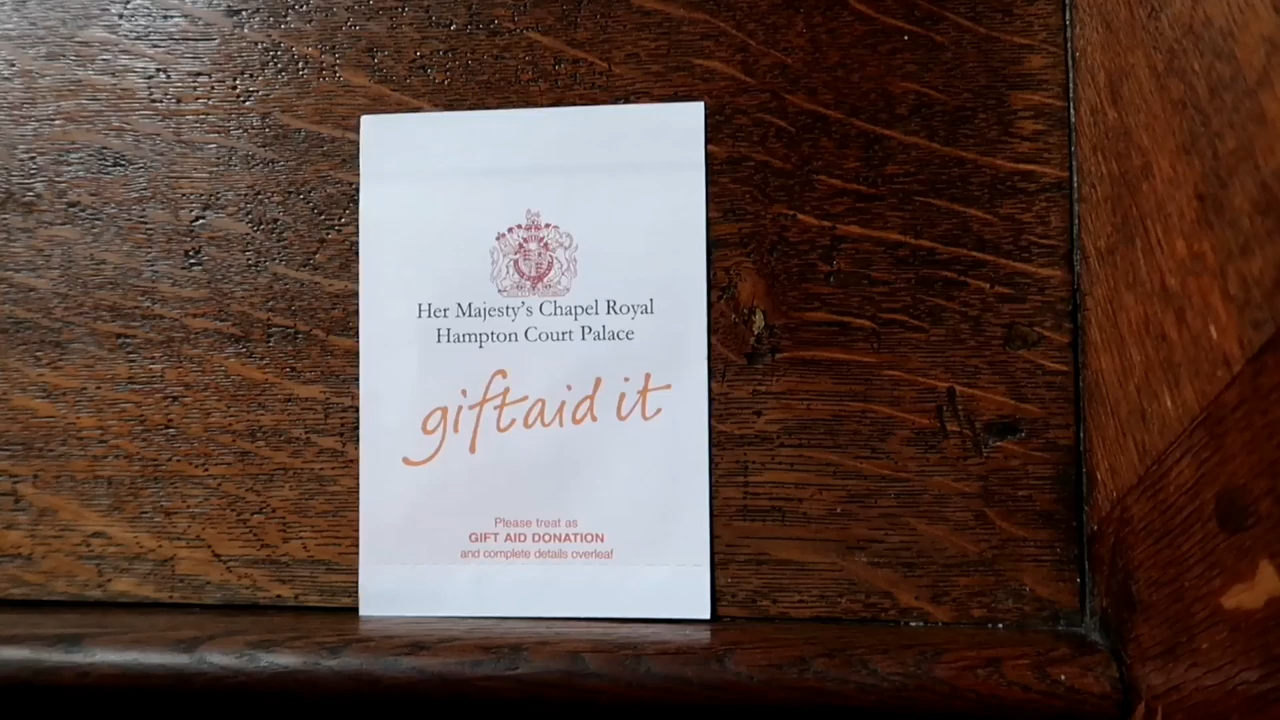 Her Majesty's Chapel Royal
Hampton Court Palace
giftaid it
Please treat as
GIFT AID DONATION
and complete details overleaf